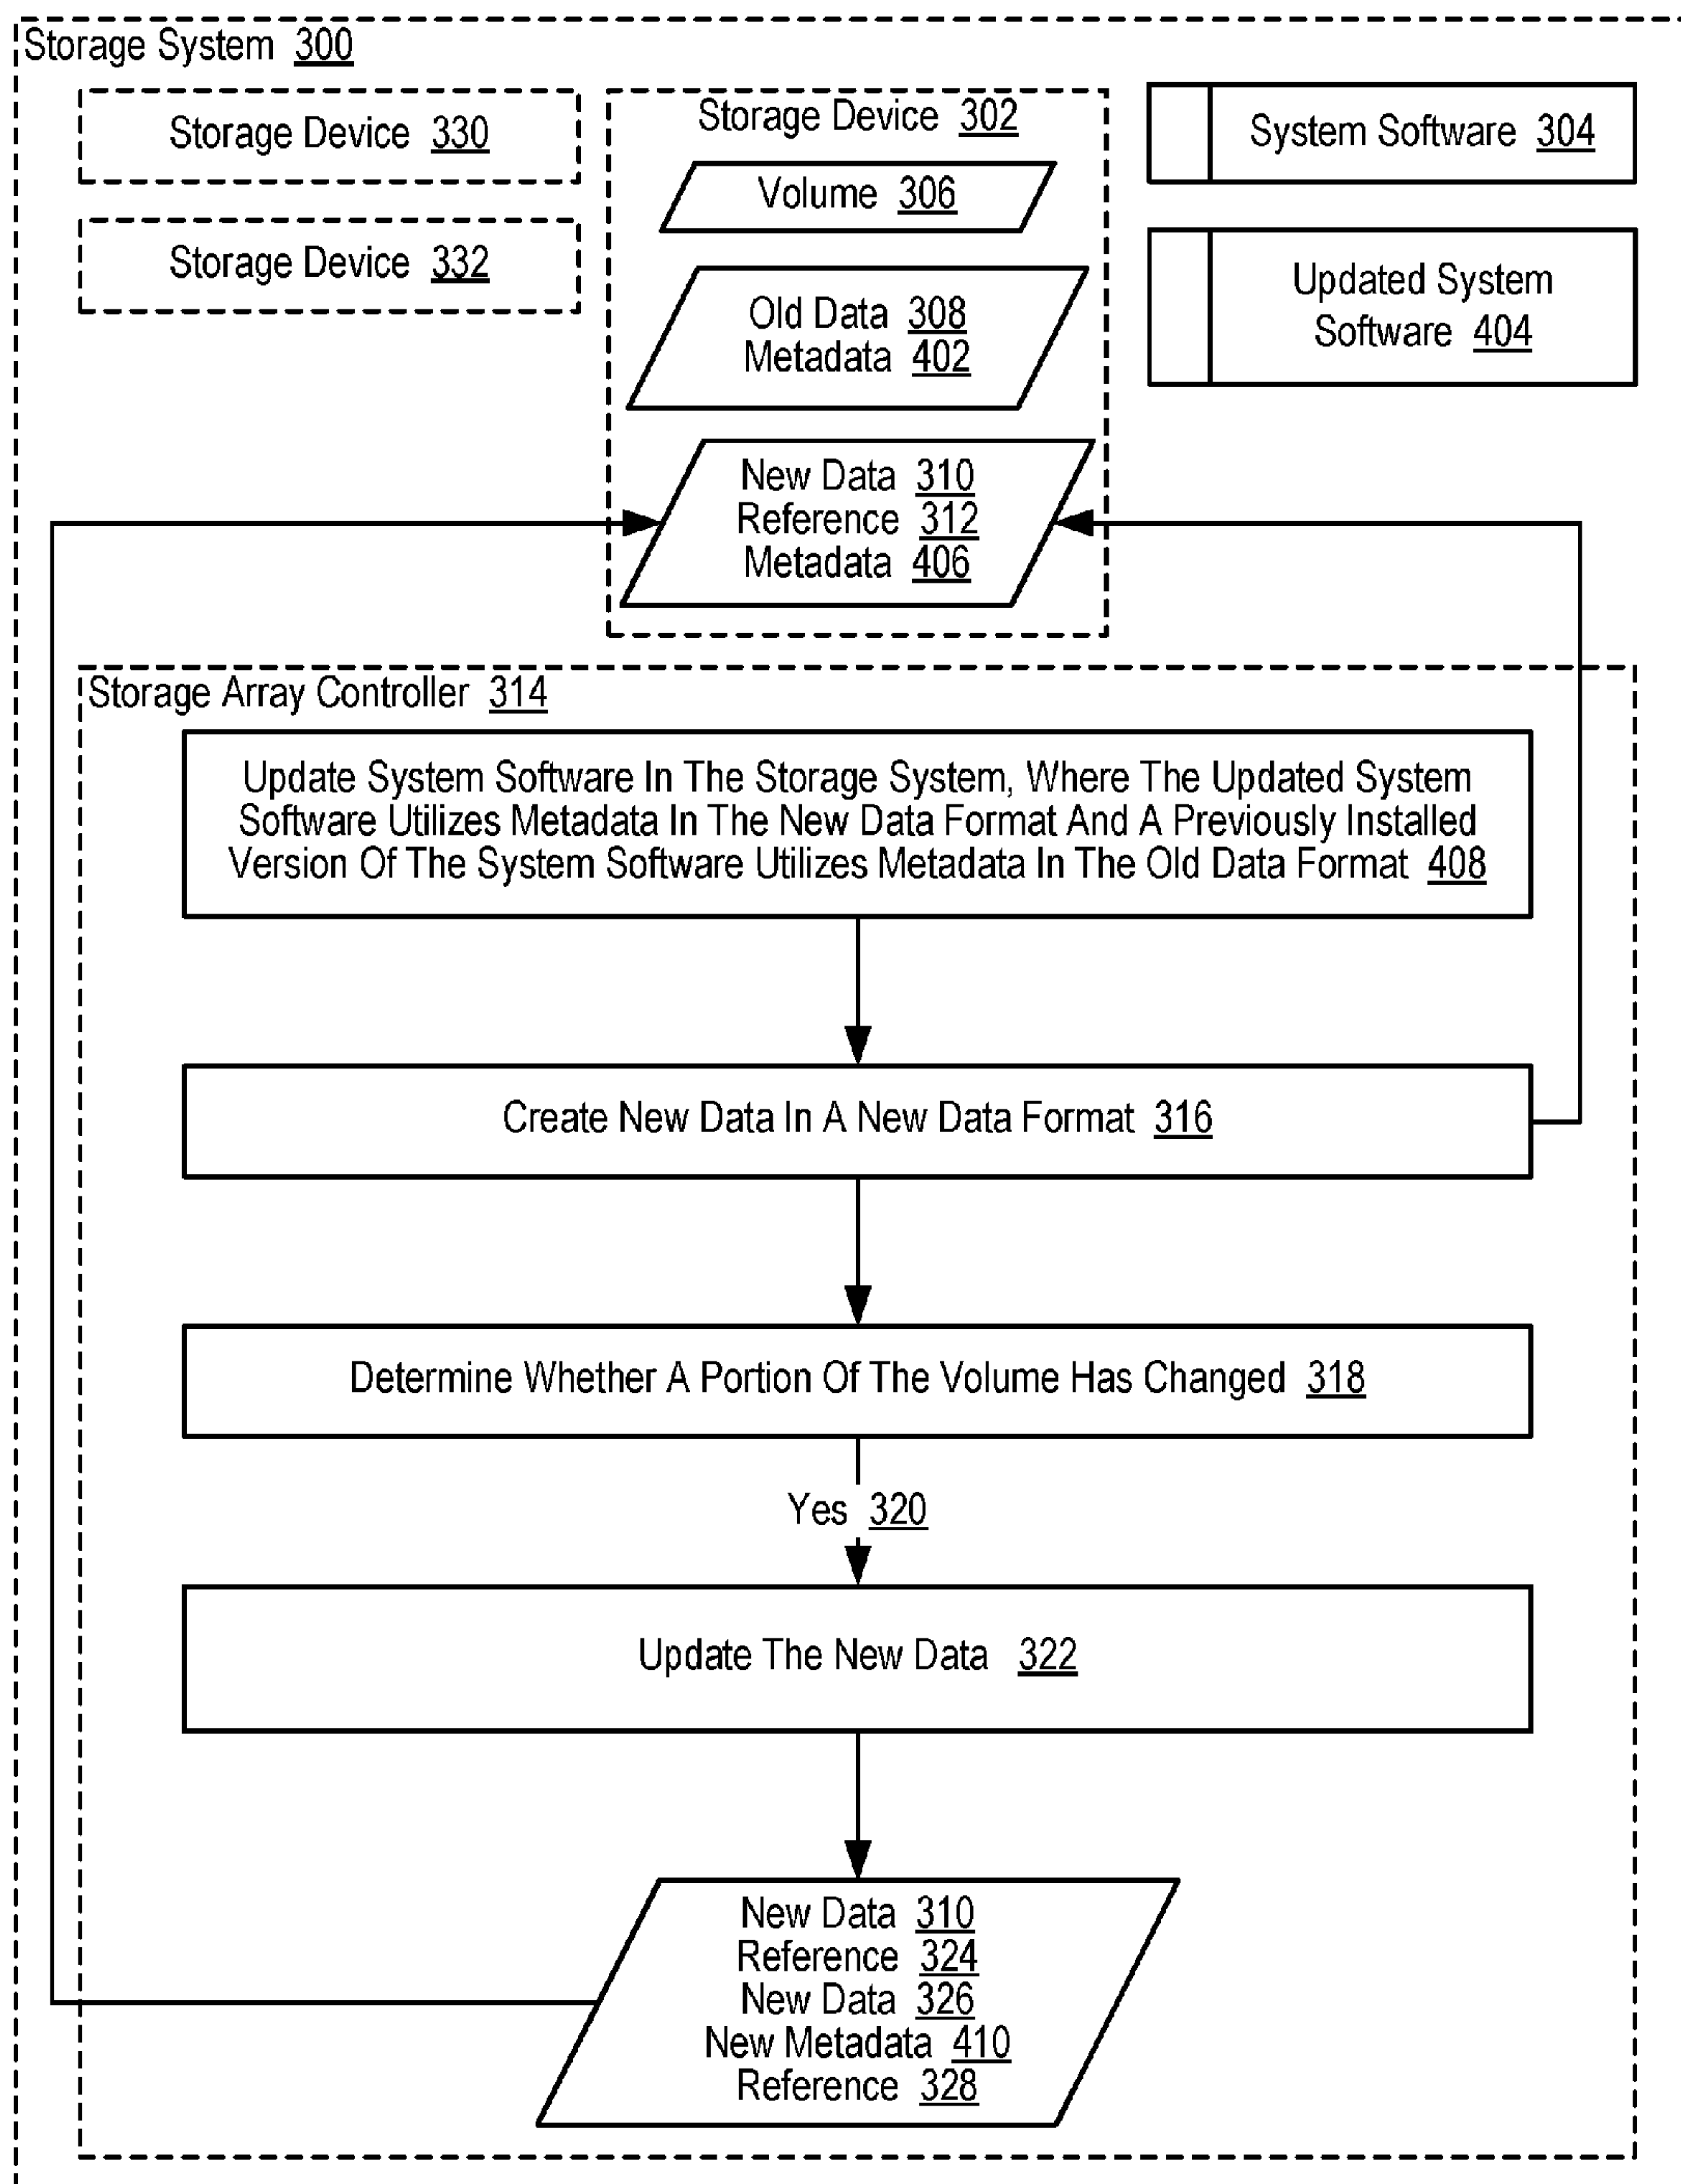 Storage System 300
Storage Device 330
Storage Device 332
Storage Device 302
Volume 306
Old Data 308
Metadata 402
New Data 310
Reference 312
Metadata 406
System Software 304
Updated System
Software 404
Storage Array Controller 314
Update System Software In The Storage System, Where The Updated System
Software Utilizes Metadata In The New Data Format And A Previously Installed
Version Of The System Software Utilizes Metadata In The Old Data Format 408
Create New Data In A New Data Format 316
Determine Whether A Portion Of The Volume Has Changed 318
Yes 320
Update The New Data 322
New Data 310
Reference 324
New Data 326
New Metadata 410
Reference 328